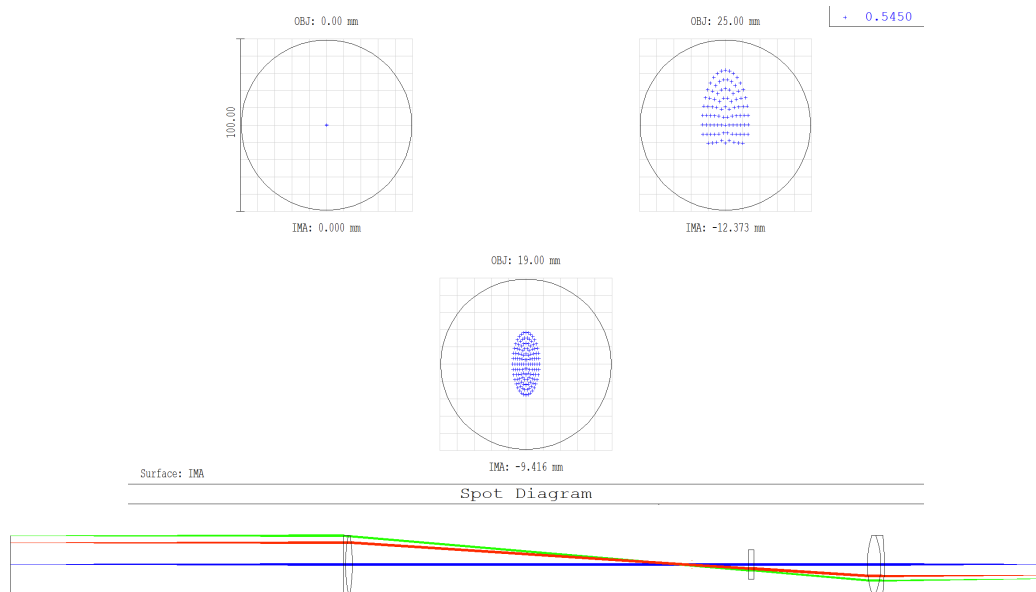 OBJ: 0.00 mm
OBJ: 25.00 mm
+ 0.5450
100.00
IMA: 0.000 mm
IMA: -12.373 mm
OBJ: 19.00 mm
IMA: -9.416 mm
Surface: IMA
Spot Diagram